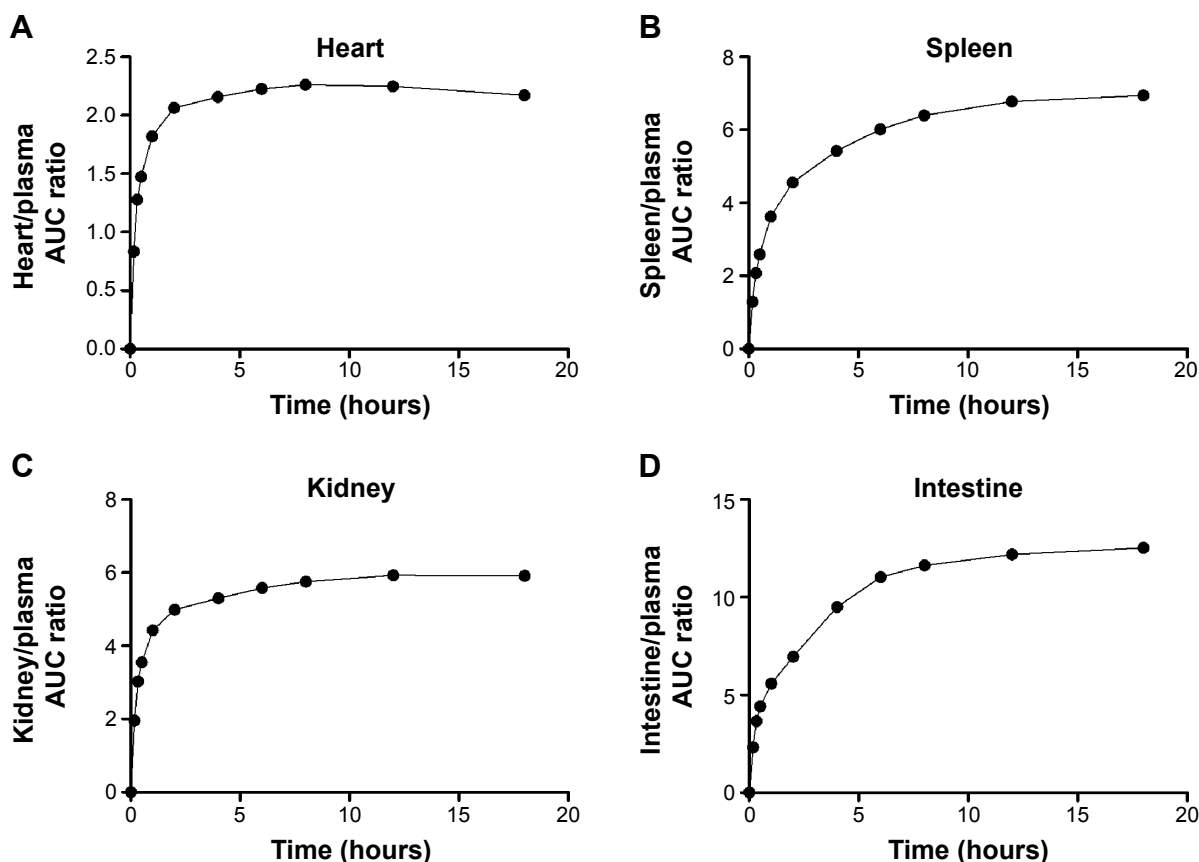 A
Heart
2.5
2.0
1.5
1.0
0.5
0.0
0 5 10 15 20
Heart/plasma
AUC ratio
Time (hours)
B
Spleen
8
6
4
2
0
0 5 10 15 20
Spleen/plasma
AUC ratio
Time (hours)
C
Kidney
8
6
4
2
0
0 5 10 15 20
Kidney/plasma
AUC ratio
Time (hours)
D
Intestine
15
10
5
0
0 5 10 15 20
Intestine/plasma
AUC ratio
Time (hours)